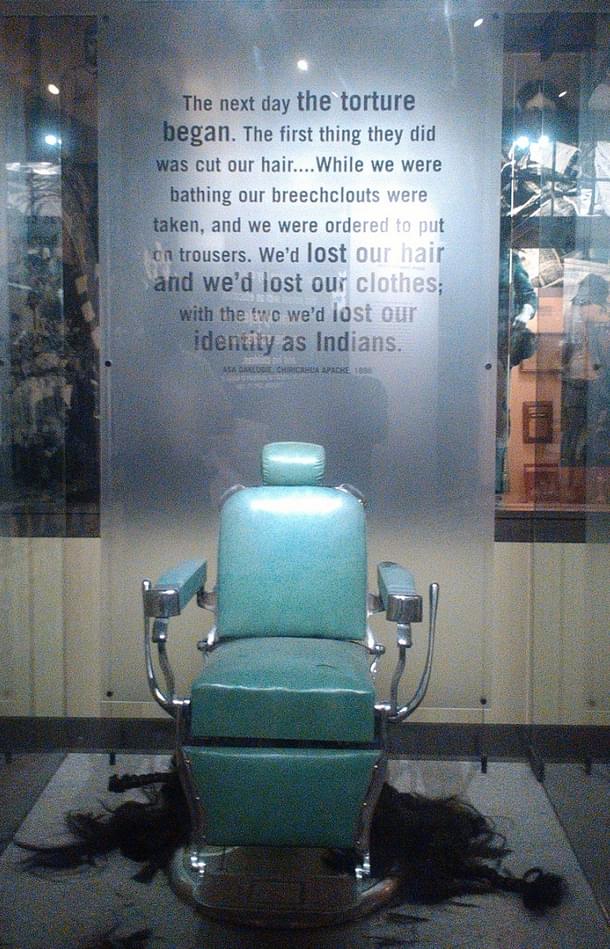 The next day the torture
began. The first thing they did
was cut our hair....While we were
bathing our breechclouts were
taken, and we were ordered to put
on trousers. We'd lost our hair
and we'd lost our clothes;
with the two we'd lost our
identity as Indians.
ASA DAKLUGIE, CHIRICAHUA APACHE, 1886